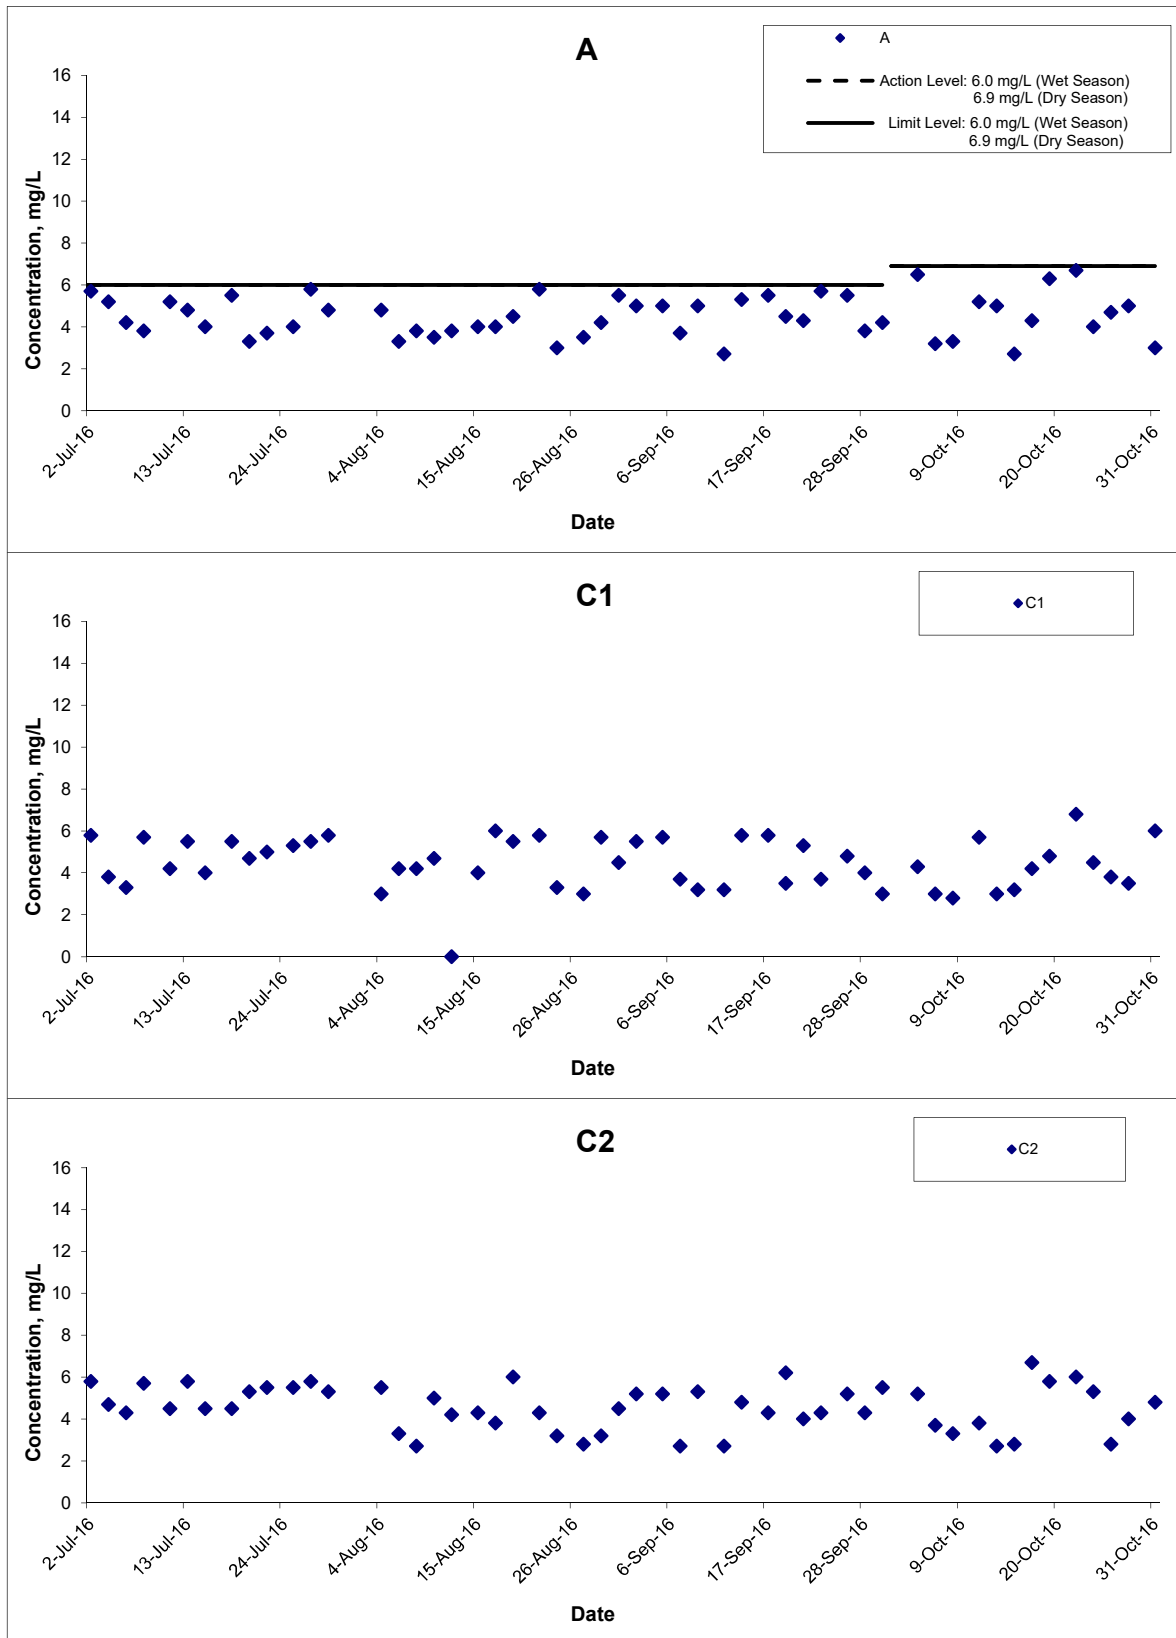 A
A
Action Level: 6.0 mg/L (Wet Season)
6.9 mg/L (Dry Season)
Limit Level: 6.0 mg/L (Wet Season)
6.9 mg/L (Dry Season)
Concentration, mg/L
16
14
12
10
8
6
4
2
0
2-Jul-16
13-Jul-16
24-Jul-16
4-Aug-16
15-Aug-16
26-Aug-16
6-Sep-16
17-Sep-16
28-Sep-16
9-Oct-16
20-Oct-16
31-Oct-16
Date
C1
C1
Concentration, mg/L
16
14
12
10
8
6
4
2
0
2-Jul-16
13-Jul-16
24-Jul-16
4-Aug-16
15-Aug-16
26-Aug-16
6-Sep-16
17-Sep-16
28-Sep-16
9-Oct-16
20-Oct-16
31-Oct-16
Date
C2
C2
Concentration, mg/L
16
14
12
10
8
6
4
2
0
2-Jul-16
13-Jul-16
24-Jul-16
4-Aug-16
15-Aug-16
26-Aug-16
6-Sep-16
17-Sep-16
28-Sep-16
9-Oct-16
20-Oct-16
31-Oct-16
Date